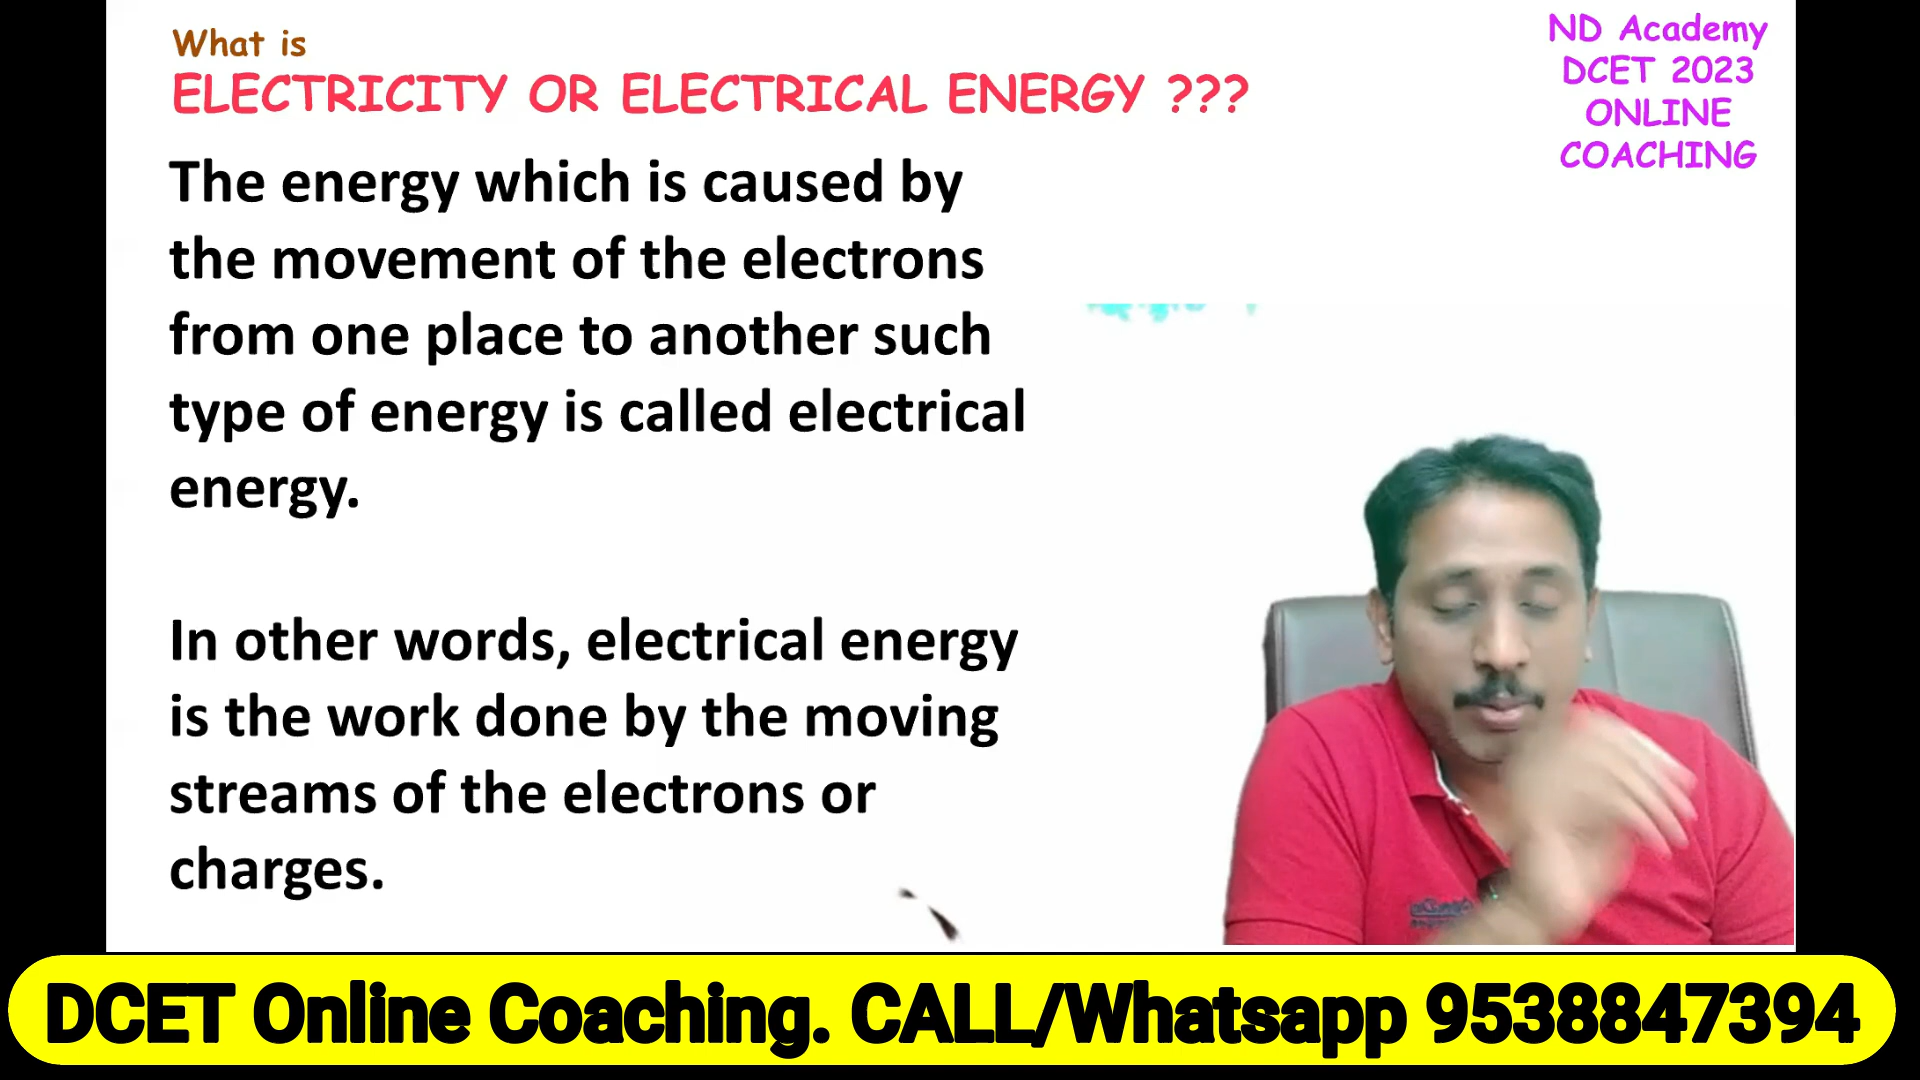 What is
ELECTRICITY OR ELECTRICAL ENERGY ???
ND Academy
DCET 2023
ONLINE
COACHING
The energy which is caused by
the movement of the electrons
from one place to another such
type of energy is called electrical
energy.
In other words, electrical energy
is the work done by the moving
streams of the electrons or
charges.
DCET Online Coaching. CALL/Whatsapp 9538847394